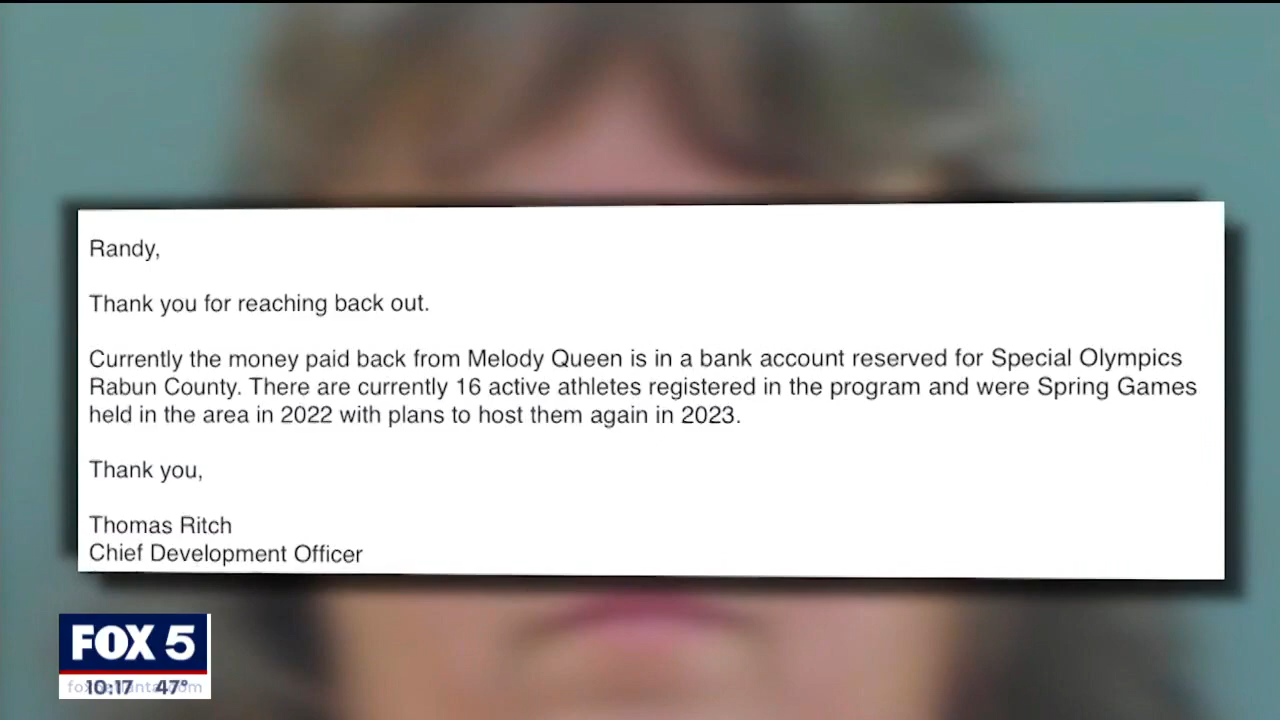 Randy,
Thank you for reaching back out.
Currently the money paid back from Melody Queen is in a bank account reserved for Special Olympics
Rabun County. There are currently 16 active athletes registered in the program and were Spring Games
held in the area in 2022 with plans to host them again in 2023.
Thank you,
Thomas Ritch
Chief Development Officer
FOX 5
10:17 47°